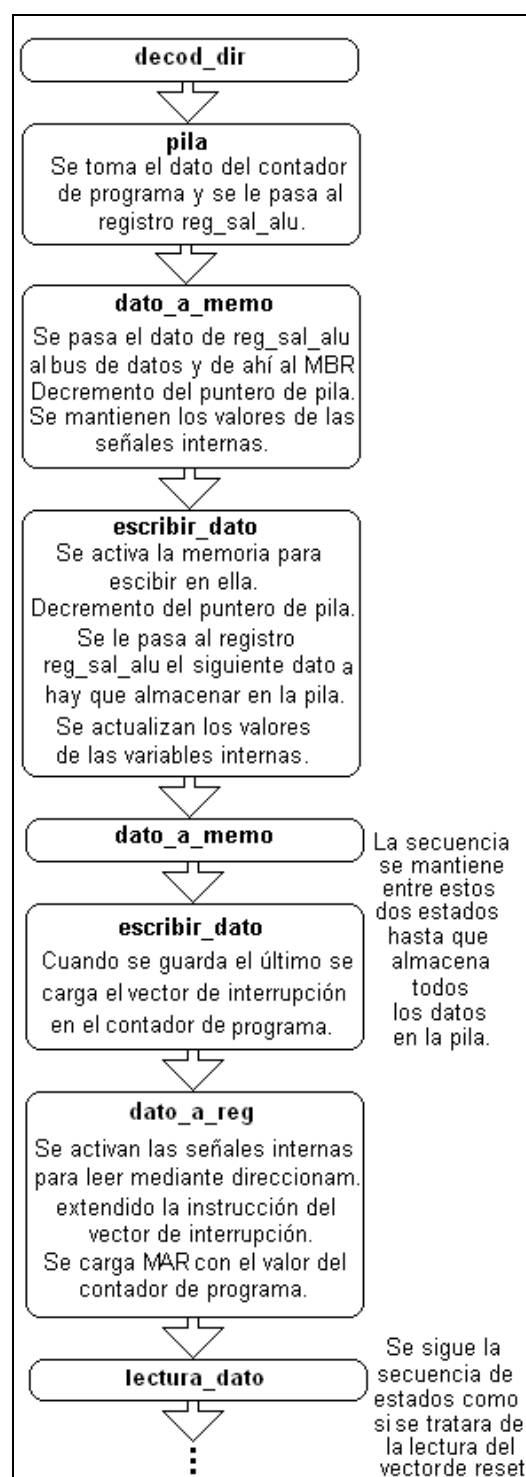 decod_dir
pila
Se toma el dato del contador
de programa y se le pasa al
registro reg_sal_alu.
dato_a_memo
Se pasa el dato de reg_sal_alu
al bus de datos y de ahí al MBR
Decremento del puntero de pila.
Se mantienen los valores de las
señales internas.
escribir_dato
Se activa la memoria para
escribir en ella.
Decremento del puntero de pila.
Se le pasa al registro
reg_sal_alu el siguiente dato a
hay que almacenar en la pila.
Se actualizan los valores
de las variables internas.
dato_a_memo
escribir_dato
Cuando se guarda el último se
carga el vector de interrupción
en el contador de programa.
La secuencia
se mantiene
entre estos
dos estados
hasta que
almacena
todos
los datos
en la pila.
dato_a_reg
Se activan las señales internas
para leer mediante direccionam.
extendido la instrucción del
vector de interrupción.
Se carga MAR con el valor del
contador de programa.
lectura_dato
Se sigue la
secuencia de
estados como
si se tratara de
la lectura del
vector de reset